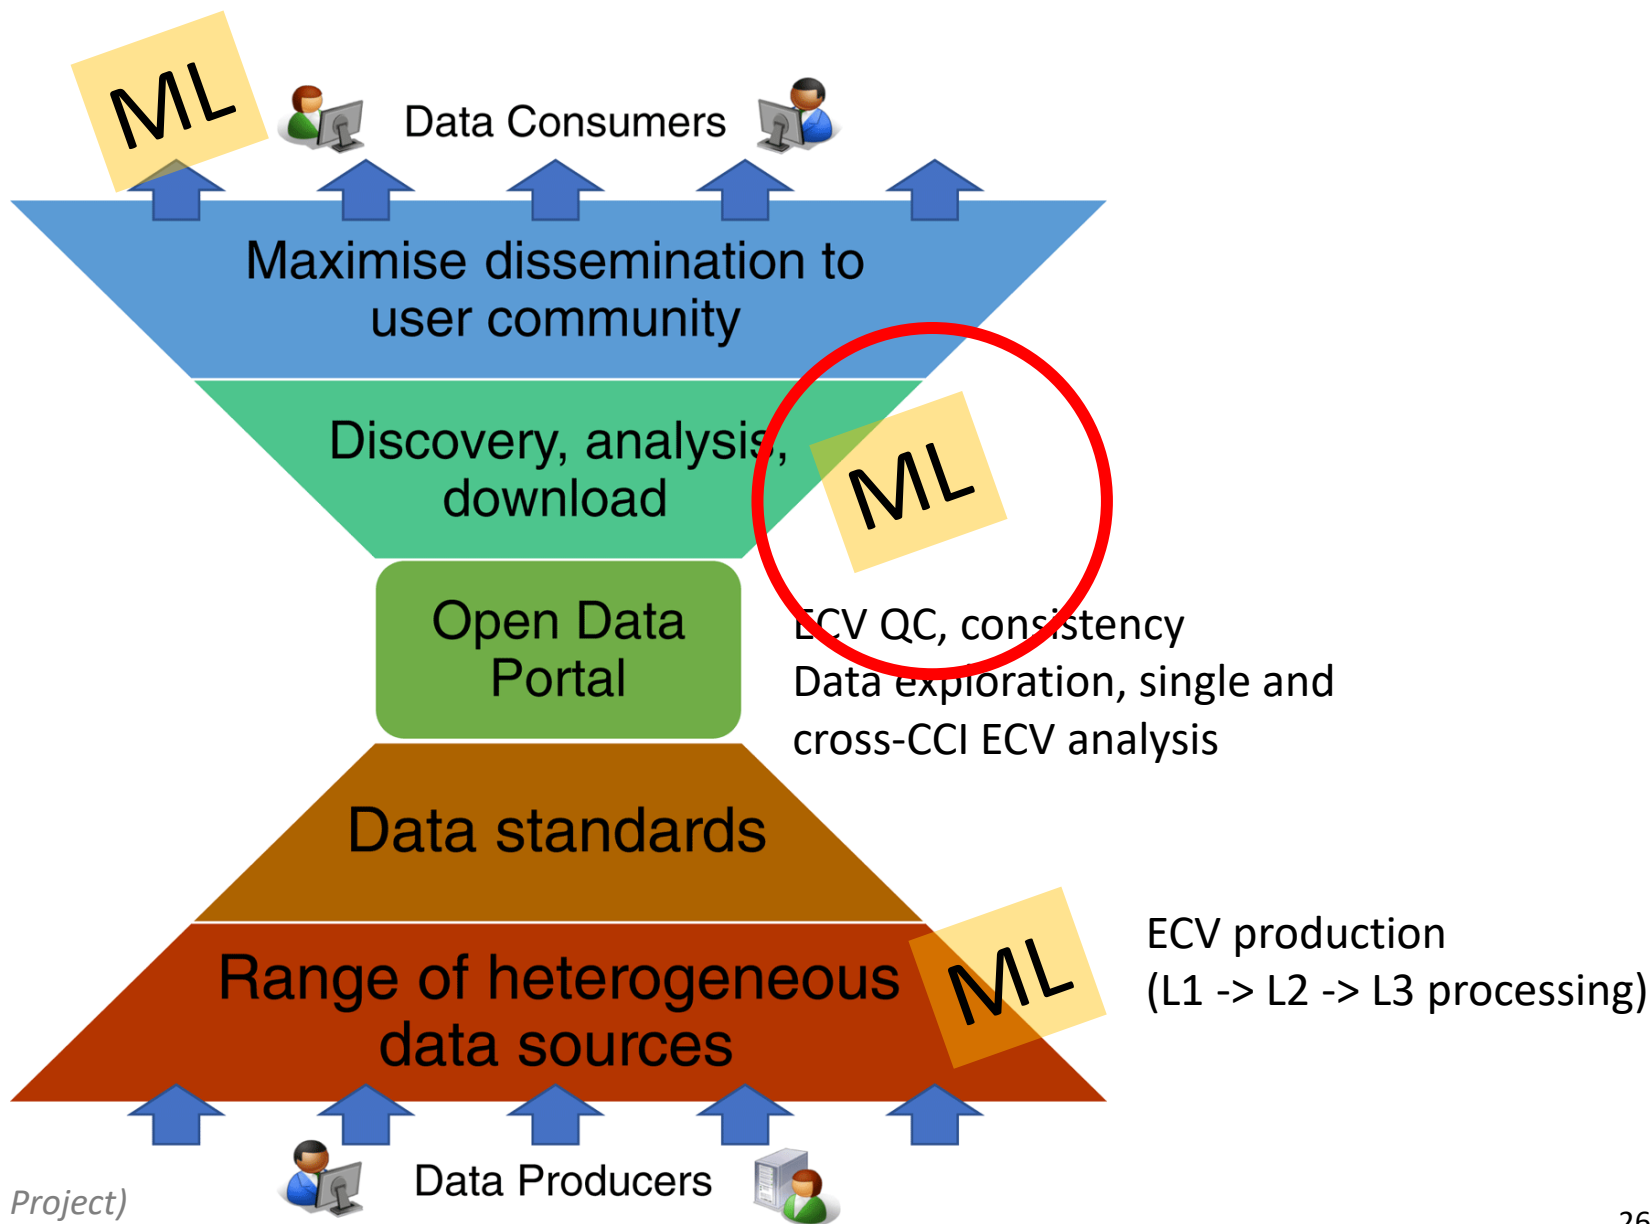 ML
Data Consumers
Maximise dissemination to
user community
Discovery, analysis,
download
ML
Open Data
Portal
ECV QC, consistency
Data exploration, single and
cross-CCI ECV analysis
Data standards
Range of heterogeneous
data sources
ML
ECV production
(L1 -> L2 -> L3 processing)
Data Producers
Project)
26